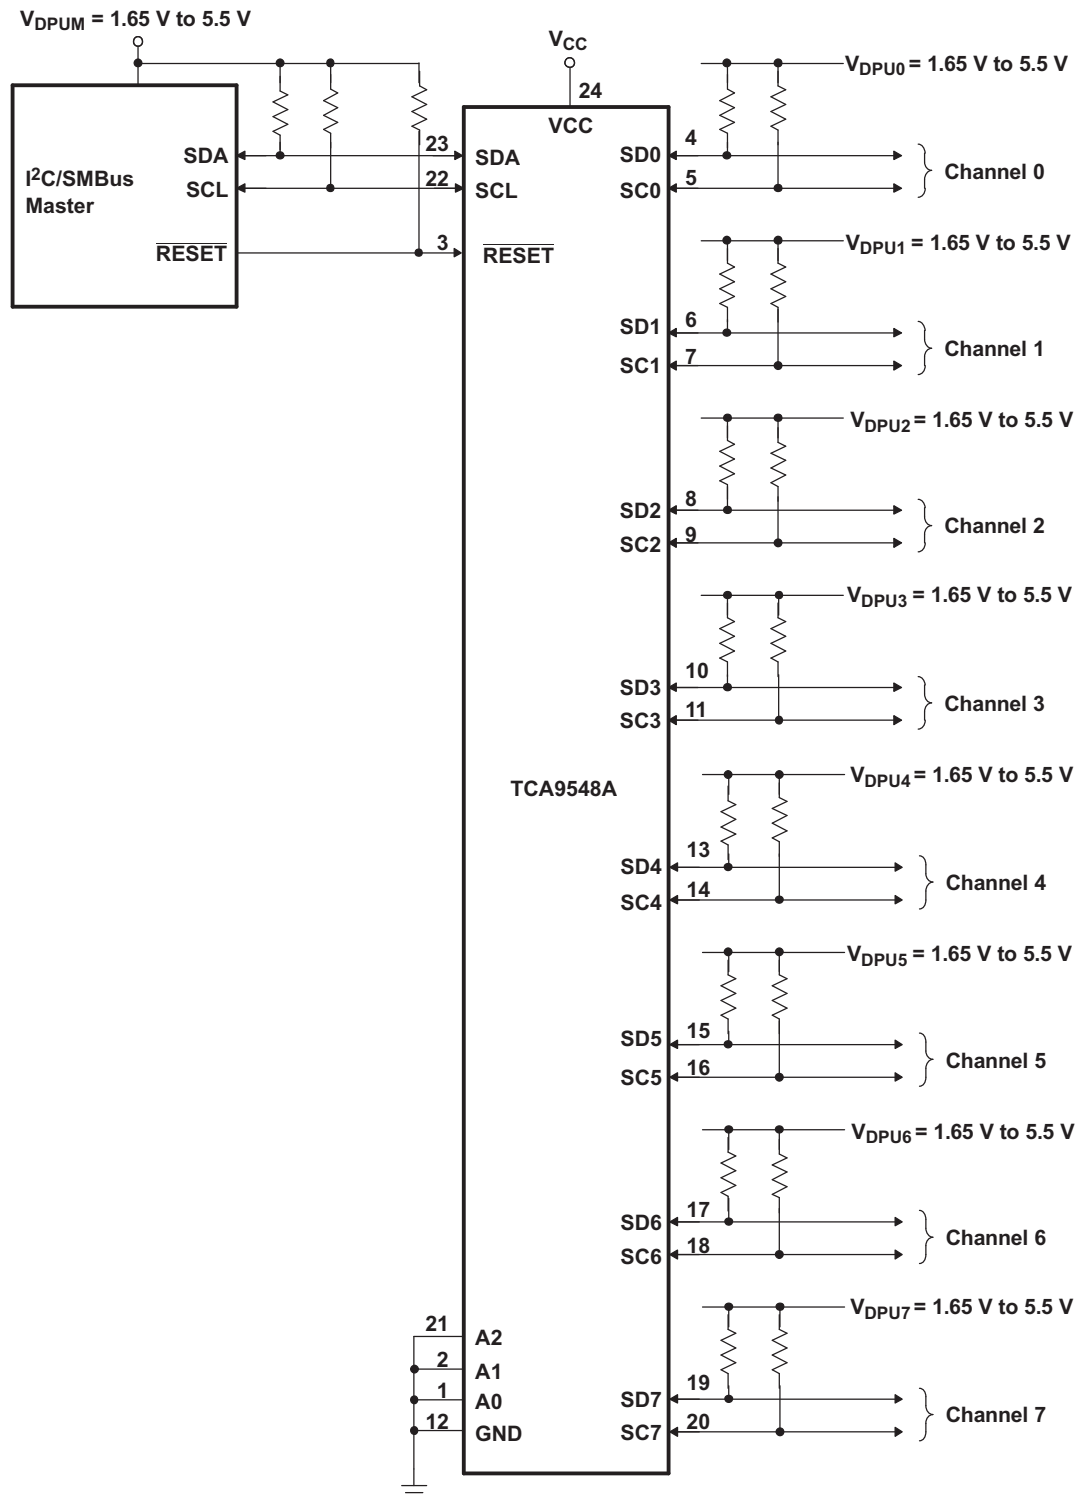 VDPUM = 1.65 V to 5.5 V
VCC
24
VCC
I2C/SMBus
Master
SDA
SCL
RESET
23
22
3
SDA
SCL
RESET
VDPU0 = 1.65 V to 5.5 V
SD0
4
SC0
5
Channel 0
VDPU1 = 1.65 V to 5.5 V
SD1
6
SC1
7
Channel 1
VDPU2 = 1.65 V to 5.5 V
SD2
8
SC2
9
Channel 2
VDPU3 = 1.65 V to 5.5 V
SD3
10
SC3
11
Channel 3
TCA9548A
VDPU4 = 1.65 V to 5.5 V
SD4
13
SC4
14
Channel 4
VDPU5 = 1.65 V to 5.5 V
SD5
15
SC5
16
Channel 5
VDPU6 = 1.65 V to 5.5 V
SD6
17
SC6
18
Channel 6
VDPU7 = 1.65 V to 5.5 V
SD7
19
SC7
20
Channel 7
21
A2
2
A1
1
A0
12
GND